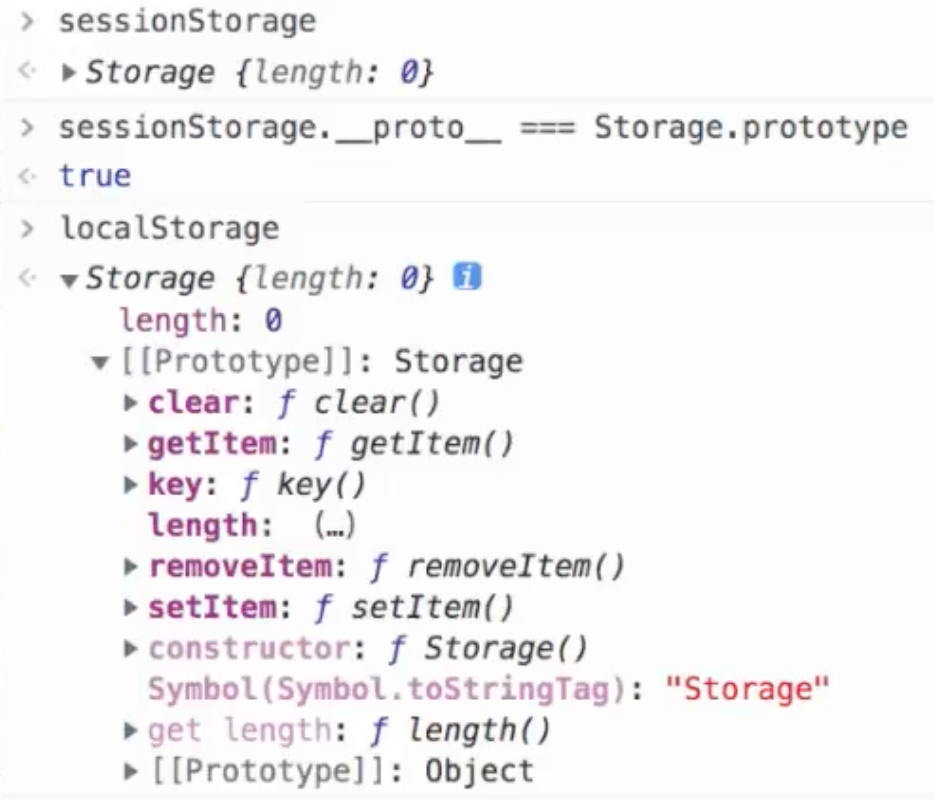 > sessionStorage
<· ▶Storage {length: 0}
> sessionStorage.__proto__ === Storage.prototype
<· true
> localStorage
<· ▼Storage {length: 0} i
length: 0
▼[[Prototype]]: Storage
▶clear: ƒ clear()
▶getItem: ƒ getItem()
▶key: ƒ key()
length: (…)
▶removeItem: ƒ removeItem()
▶setItem: ƒ setItem()
▶constructor: ƒ Storage()
Symbol(Symbol.toStringTag): "Storage"
▶get length: ƒ length()
▶[[Prototype]]: Object